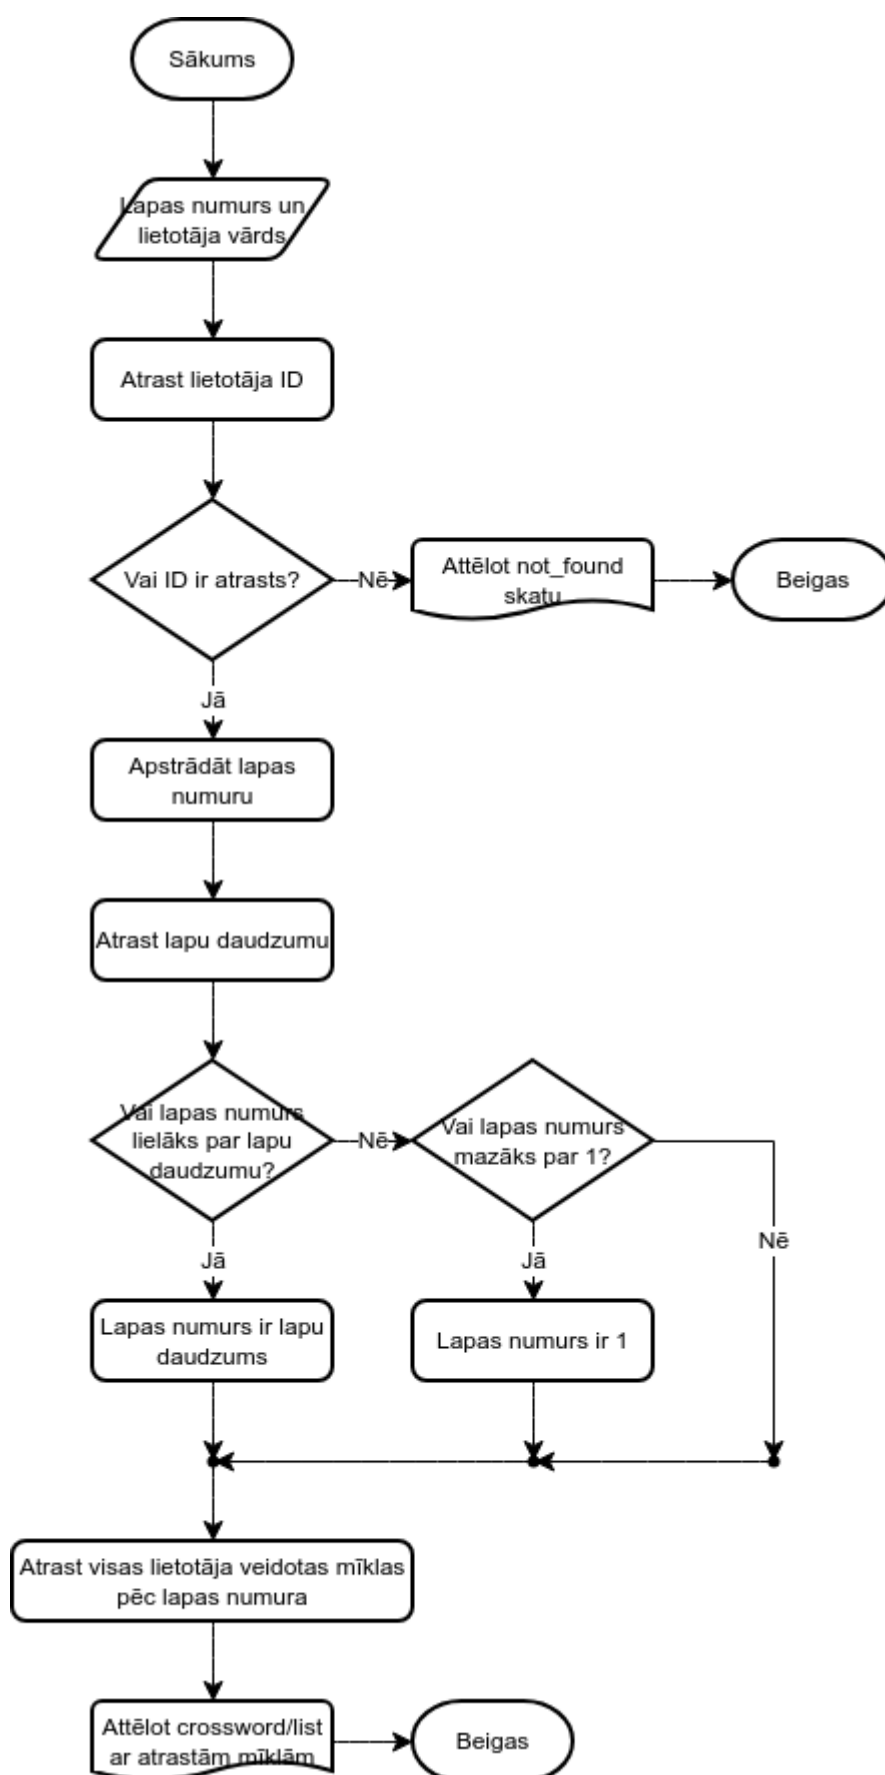 Sākums
Lapas numurs un
lietotāja vārds
Atrast lietotāja ID
Vai ID ir atrasts?
Nē
Attēlot not_found
skatu
Beigas
Jā
Apstrādāt lapas
numuru
Atrast lapu daudzumu
Vai lapas numurs
lielāks par lapu
daudzumu?
Nē
Vai lapas numurs
mazāks par 1?
Nē
Jā
Jā
Lapas numurs ir lapu
daudzums
Lapas numurs ir 1
Atrast visas lietotāja veidotas mīklas
pēc lapas numura
Attēlot crossword/list
ar atrastām mīklām
Beigas